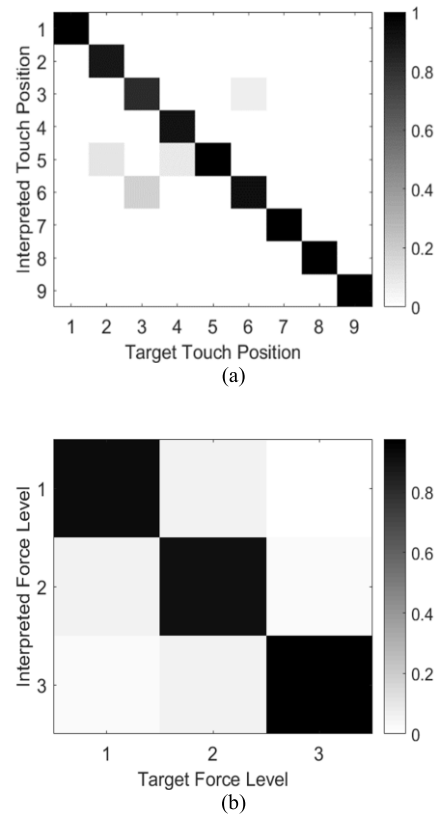 Interpreted Touch Position
1
2
3
4
5
6
7
8
9
1 2 3 4 5 6 7 8 9
Target Touch Position
1
0.8
0.6
0.4
0.2
0
(a)
Interpreted Force Level
1
2
3
1 2 3
Target Force Level
0.8
0.6
0.4
0.2
0
(b)